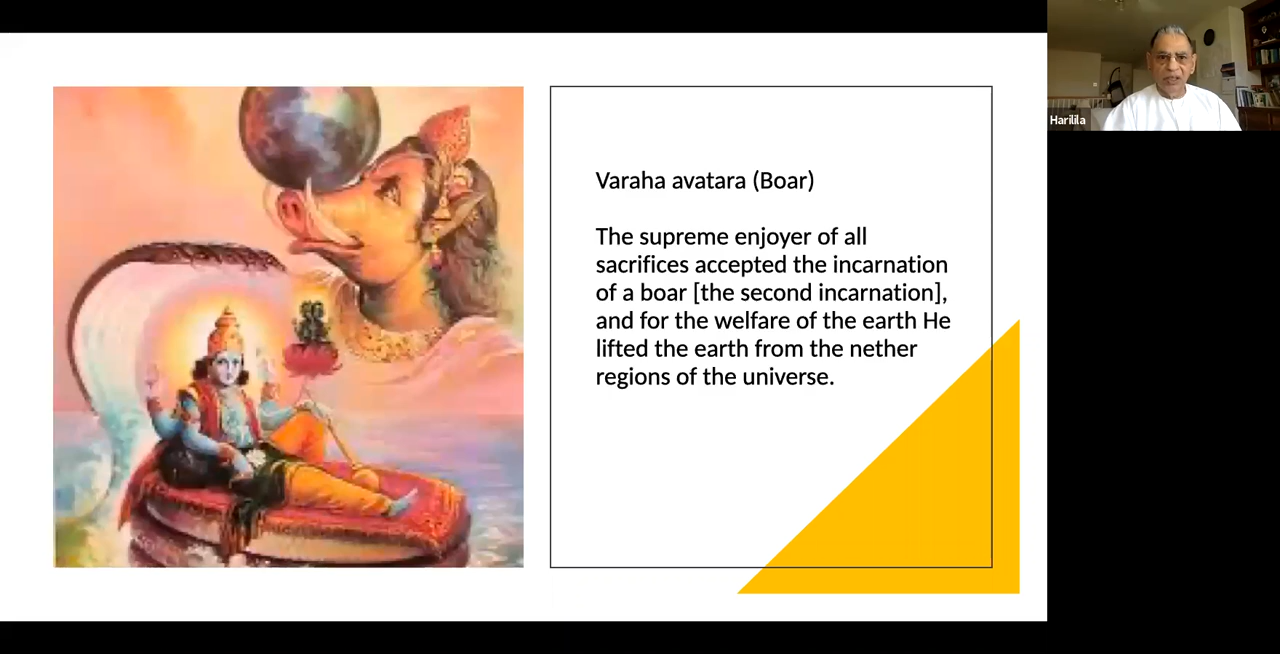 Varaha avatara (Boar)
The supreme enjoyer of all
sacrifices accepted the incarnation
of a boar [the second incarnation],
and for the welfare of the earth He
lifted the earth from the nether
regions of the universe.
Harilila